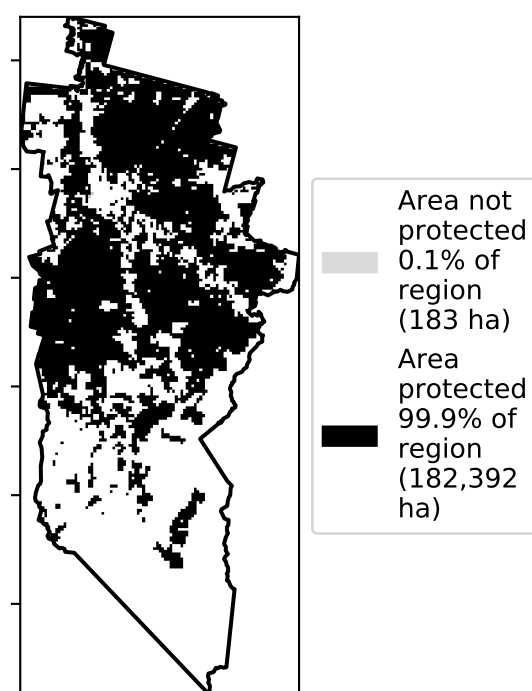 Area not
protected
0.1% of
region
(183 ha)
Area
protected
99.9% of
region
(182,392
ha)